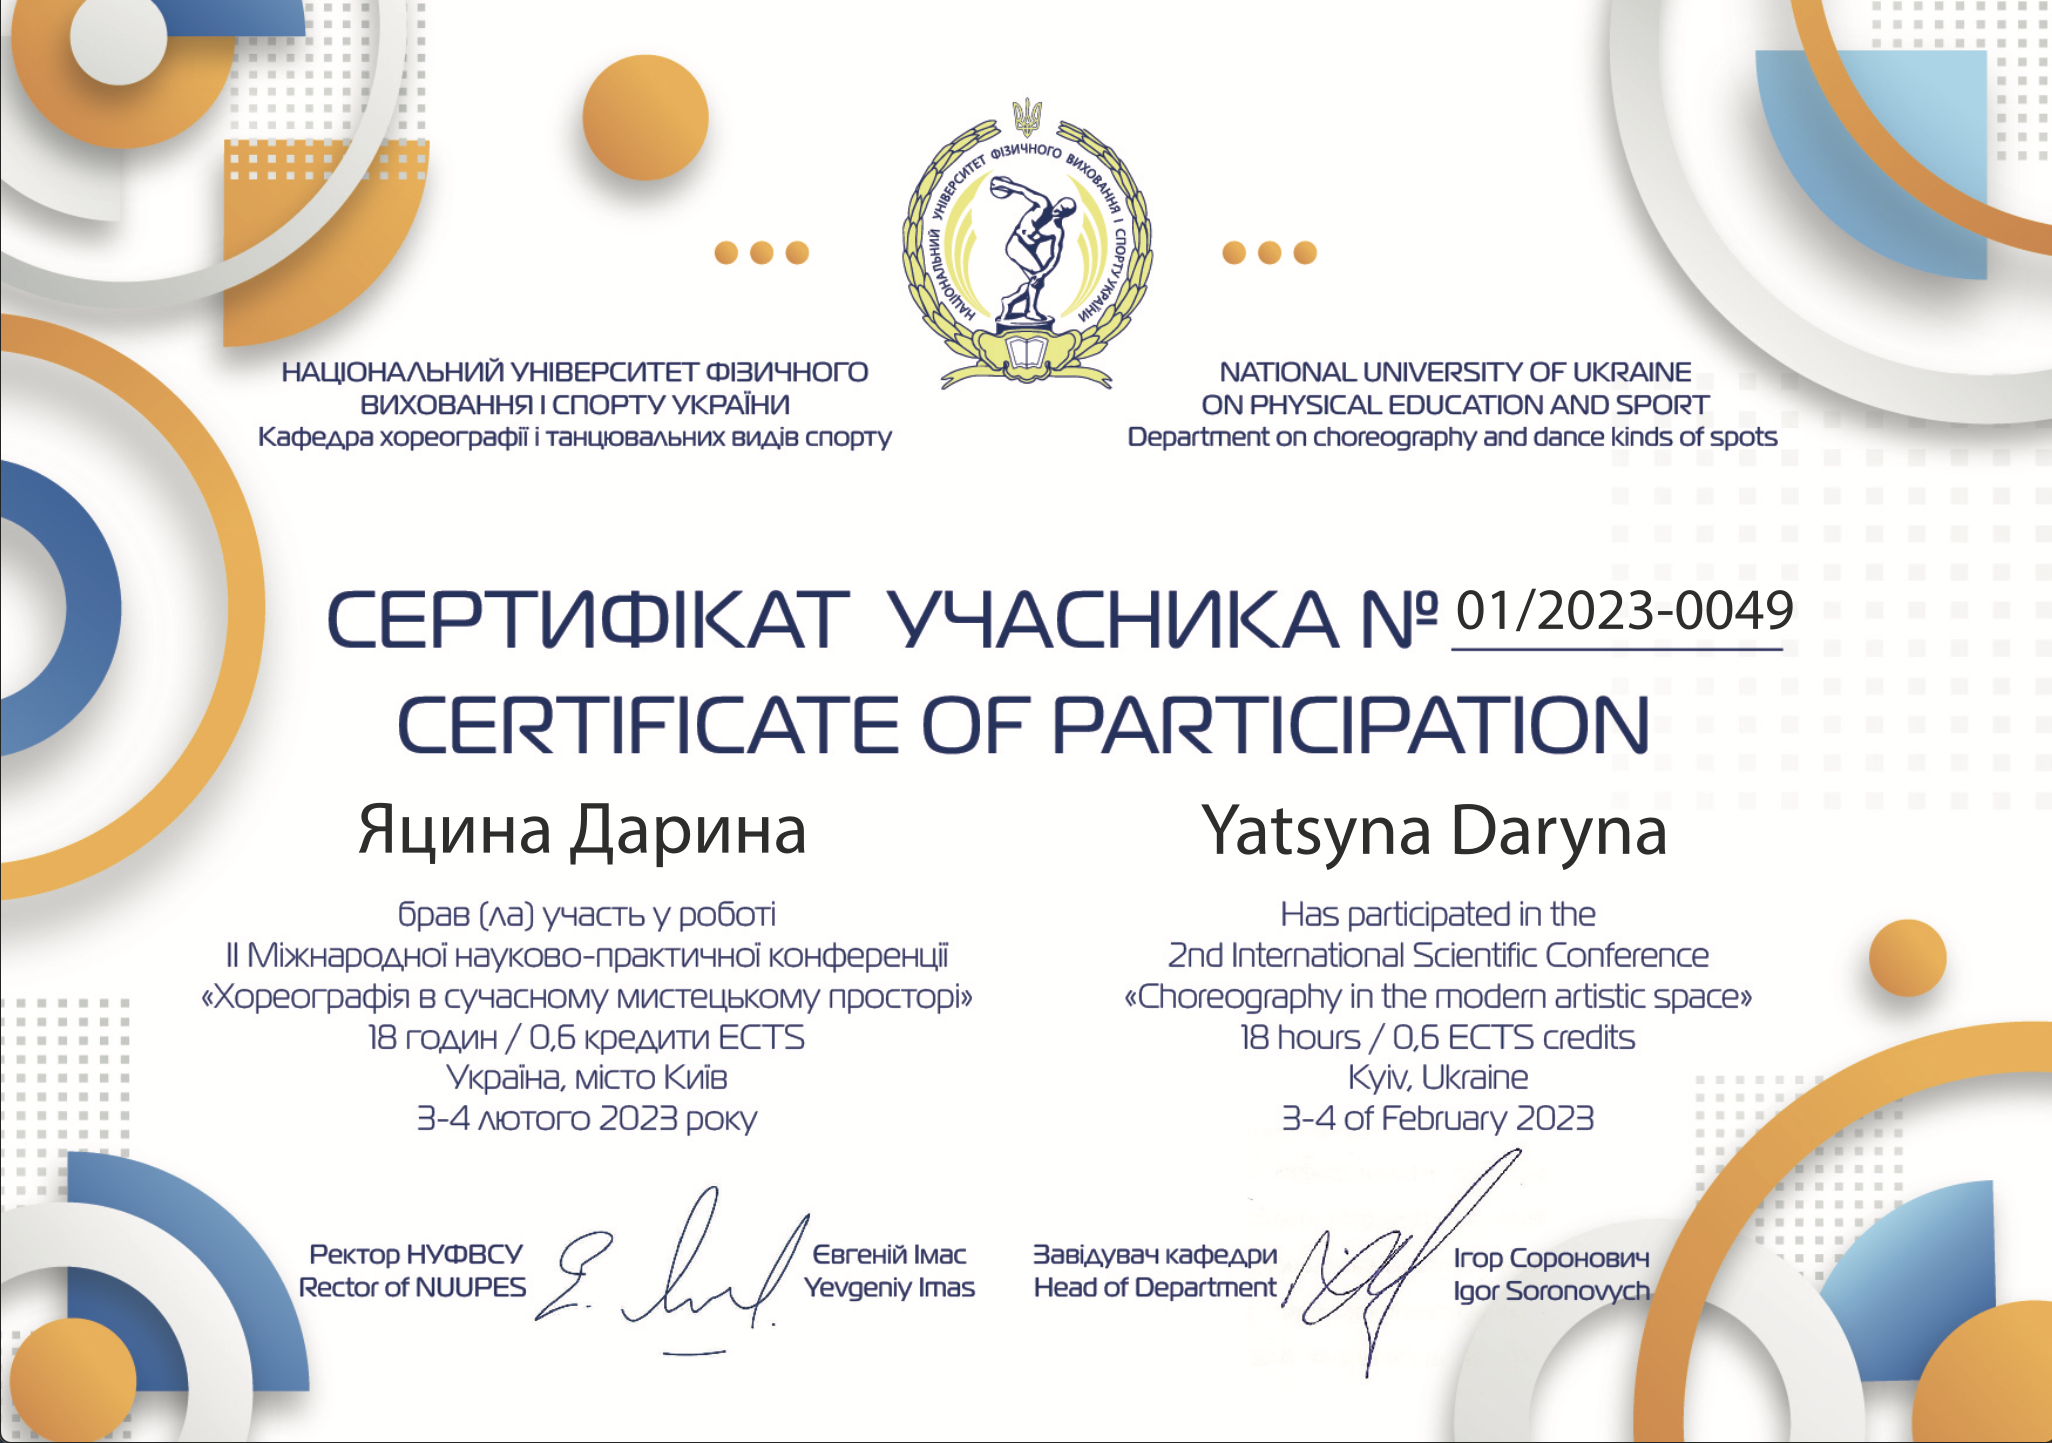 НАЦІОНАЛЬНИЙ УНІВЕРСИТЕТ ФІЗИЧНОГО ВИХОВАННЯ І СПОРТУ УКРАЇНИ
НАЦІОНАЛЬНИЙ УНІВЕРСИТЕТ ФІЗИЧНОГО
ВИХОВАННЯ І СПОРТУ УКРАЇНИ
Кафедра хореографії і танцювальних видів спорту
NATIONAL UNIVERSITY OF UKRAINE
ON PHYSICAL EDUCATION AND SPORT
Department on choreography and dance kinds of spots
СЕРТИФІКАТ УЧАСНИКА № 01/2023-0049
CERTIFICATE OF PARTICIPATION
Яцина Дарина
брав (ла) участь у роботі
II Міжнародної науково-практичної конференції
«Хореографія в сучасному мистецькому просторі»
18 годин / 0,6 кредити ECTS
Україна, місто Київ
3-4 лютого 2023 року
Yatsyna Daryna
Has participated in the
2nd International Scientific Conference
«Choreography in the modern artistic space»
18 hours / 0,6 ECTS credits
Kyiv, Ukraine
3-4 of February 2023
Ректор НУФВСУ
Rector of NUUPES
Євгеній Імас
Yevgeniy Imas
Завідувач кафедри
Head of Department
Ігор Соронович
Igor Soronovych